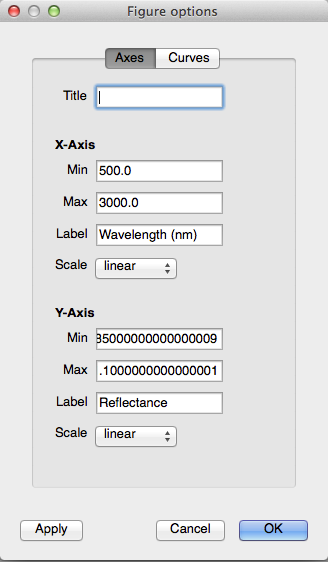 Figure options
Axes Curves
Title
X-Axis
Min 500.0
Max 3000.0
Label Wavelength (nm)
Scale linear
Y-Axis
Min 35000000000000009
Max .1000000000000001
Label Reflectance
Scale linear
Apply Cancel OK